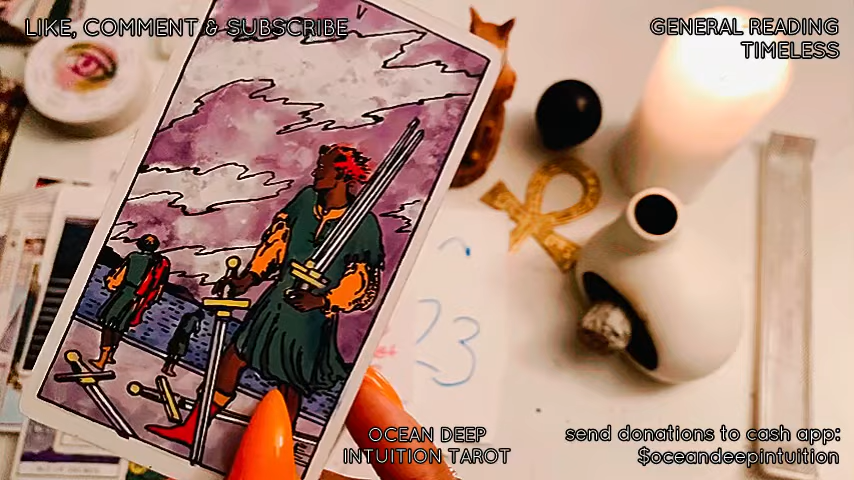 LIKE, COMMENT & SUBSCRIBE
GENERAL READING
TIMELESS
V
23
OCEAN DEEP
INTUITION TAROT
send donations to cash app:
$oceandeepintuition